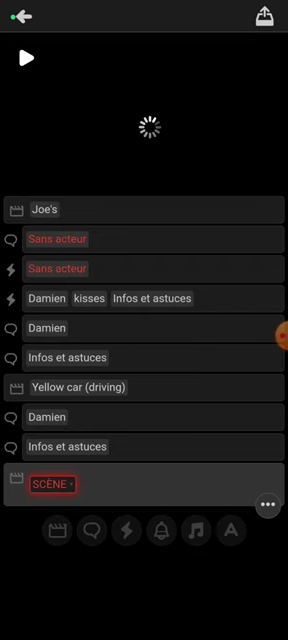 Joe's
Sans acteur
Sans acteur
Damien kisses Infos et astuces
Damien
Infos et astuces
Yellow car (driving)
Damien
Infos et astuces
SCÈNE
A